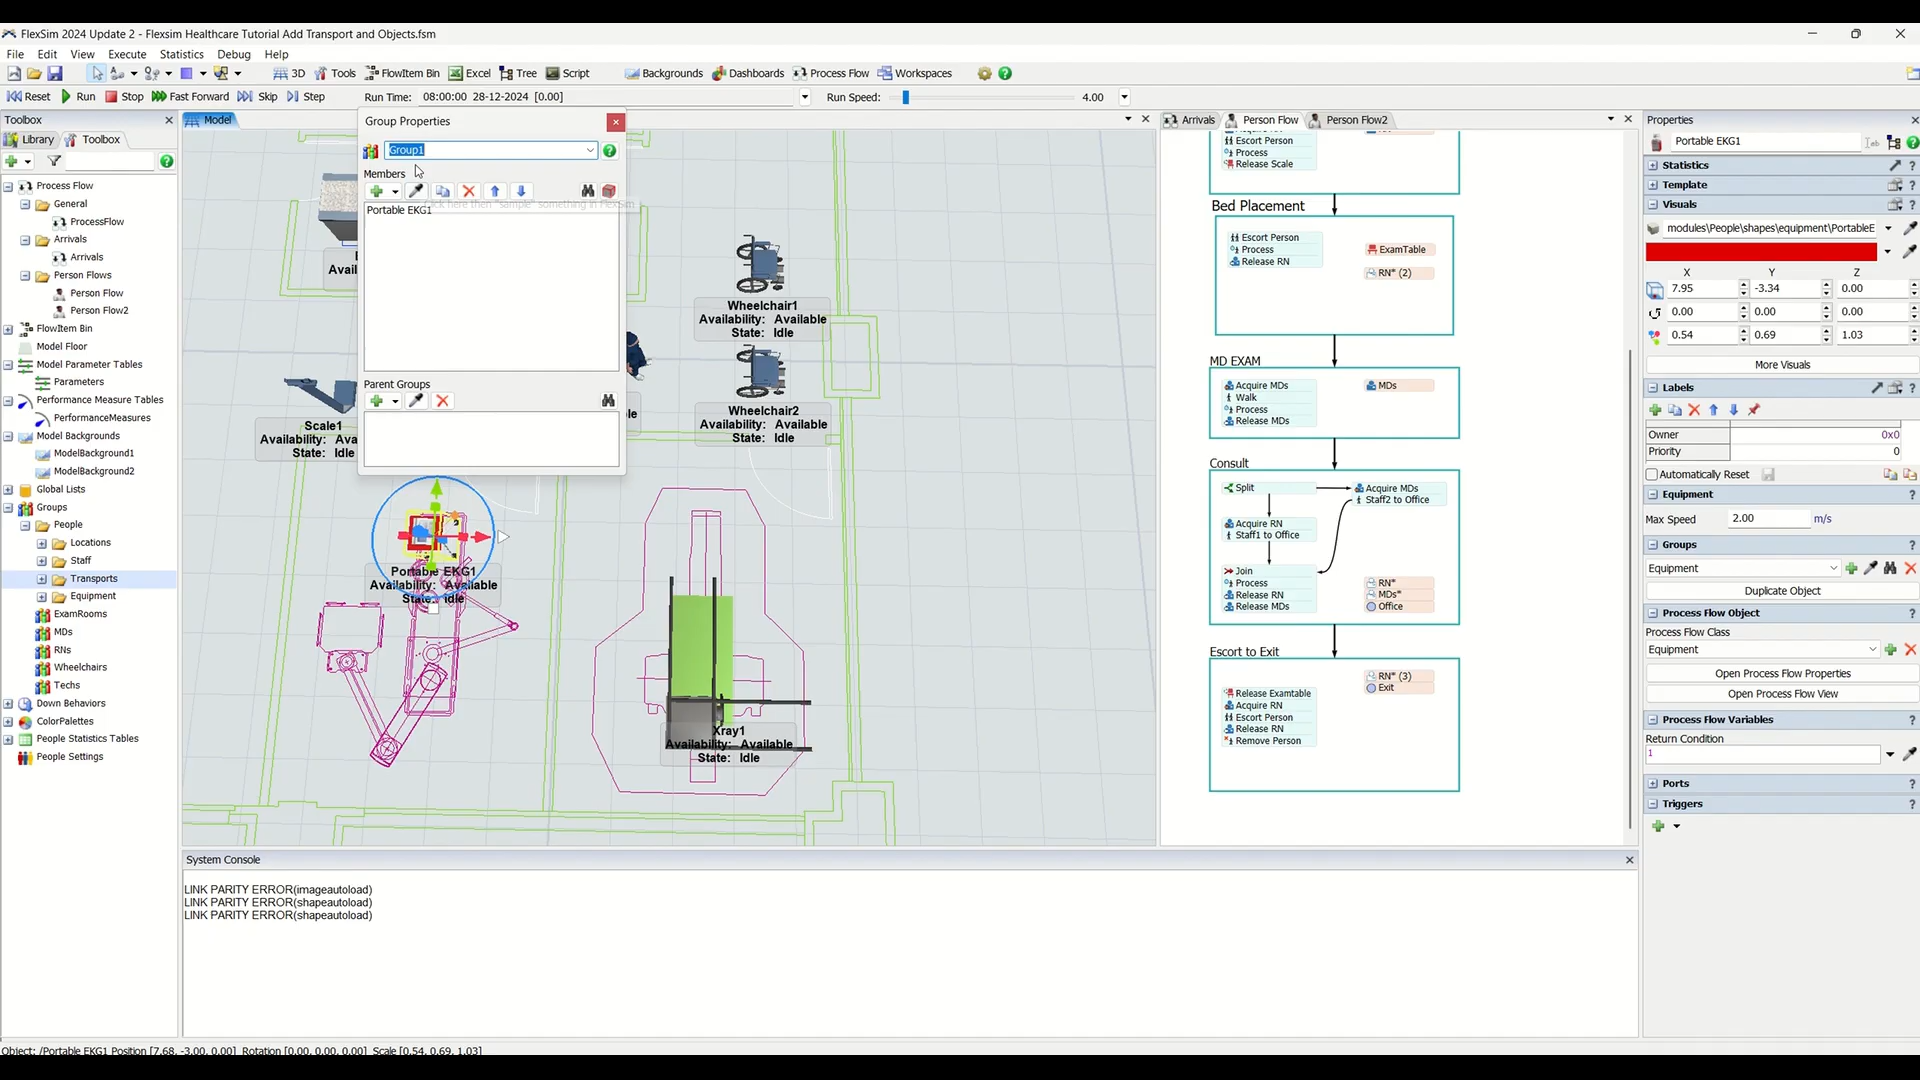 FlexSim 2024 Update 2 - Flexsim Healthcare Tutorial Add Transport and Objects.fsm
File Edit View Execute Statistics Debug Help
3D Tools FlowItem Bin Excel Tree Script Backgrounds Dashboards Process Flow Workspaces
Reset Run Stop Fast Forward Skip Step Run Time: 08:00:00 28-12-2024 [0.00] Run Speed: 4.00
Toolbox
Library Toolbox
Process Flow
General
ProcessFlow
Arrivals
Arrivals
Person Flows
Person Flow
Person Flow2
FlowItem Bin
Model Floor
Model Parameter Tables
Parameters
Performance Measure Tables
PerformanceMeasures
Model Backgrounds
ModelBackground1
ModelBackground2
Global Lists
Groups
People
Locations
Staff
Transports
Equipment
ExamRooms
MDs
RNs
Wheelchairs
Techs
Down Behaviors
ColorPalettes
People Statistics Tables
People Settings
Model
Group Properties
Group1
Members
Portable EKG1
Parent Groups
Wheelchair1
Availability: Available
State: Idle
Wheelchair2
Availability: Available
State: Idle
Scale1
Availability: Ava
State: Idle
Portable EKG1
Availability: Available
State: Idle
Xray1
Availability: Available
State: Idle
Arrivals Person Flow Person Flow2
Escort Person
Process
Release Scale
Bed Placement
Escort Person
Process
Release RN
ExamTable
RN* (2)
MD EXAM
Acquire MDs
Walk
Process
Release MDs
MDs
Consult
Split
Acquire MDs
Staff2 to Office
Acquire RN
Staff1 to Office
Join
Process
Release RN
Release MDs
RN*
MDs*
Office
Escort to Exit
Release Examtable
Acquire RN
Escort Person
Release RN
Remove Person
RN* (3)
Exit
Properties
Portable EKG1
Statistics
Template
Visuals
modules\People\shapes\equipment\PortableE
X Y Z
7.95 -3.34 0.00
0.00 0.00 0.00
0.54 0.69 1.03
More Visuals
Labels
Owner 0x0
Priority 0
Automatically Reset
Equipment
Max Speed 2.00 m/s
Groups
Equipment
Duplicate Object
Process Flow Object
Process Flow Class
Equipment
Open Process Flow Properties
Open Process Flow View
Process Flow Variables
Return Condition
1
Ports
Triggers
System Console
LINK PARITY ERROR(imageautoload)
LINK PARITY ERROR(shapeautoload)
LINK PARITY ERROR(shapeautoload)
Object: /Portable EKG1 Position [7.68, -3.00, 0.00] Rotation [0.00, 0.00, 0.00] Scale [0.54, 0.69, 1.03]